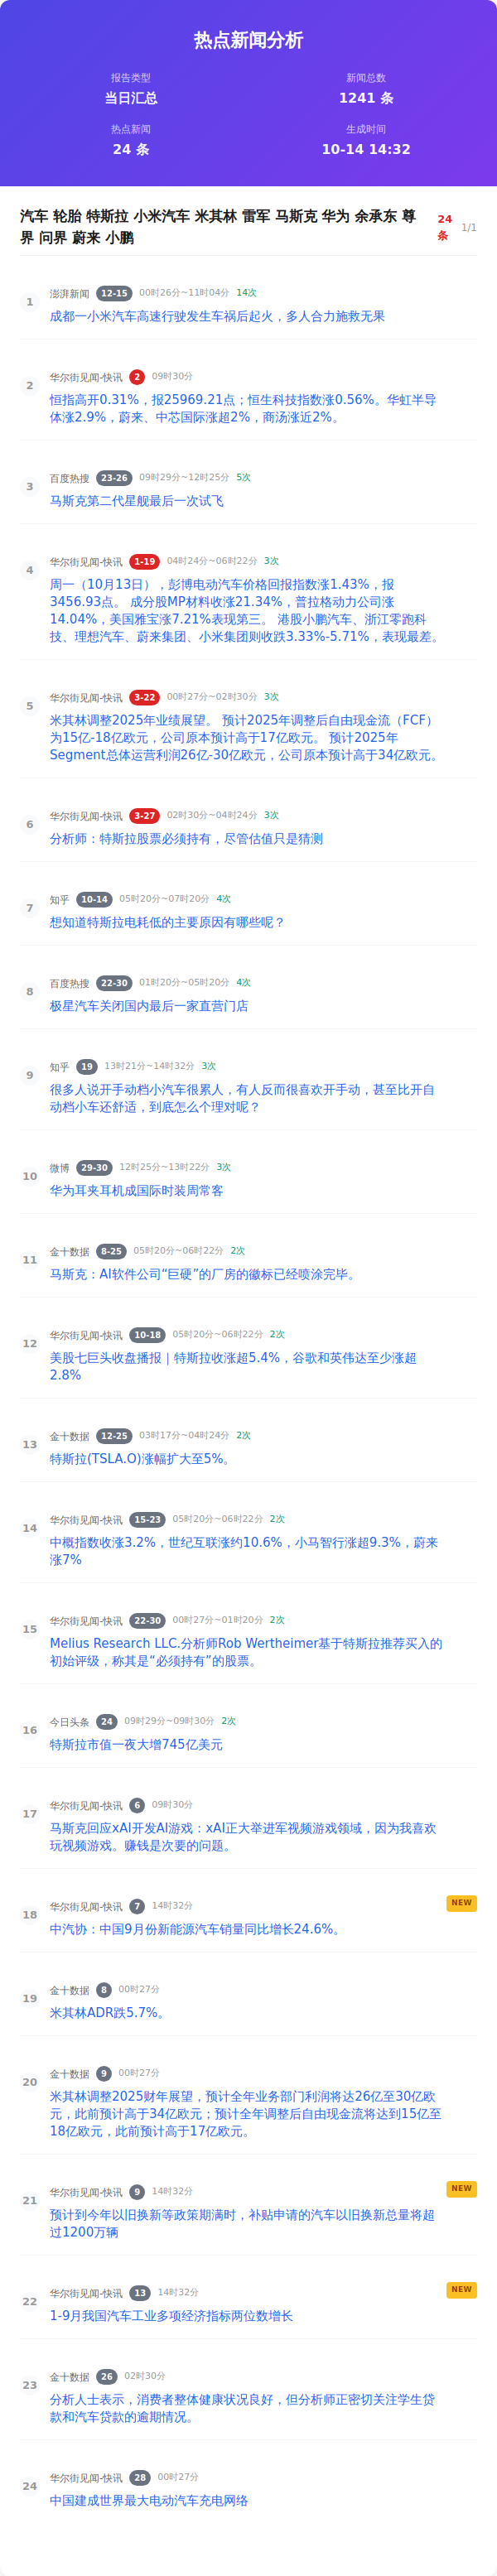 热点新闻分析
报告类型
当日汇总
新闻总数
1241 条
热点新闻
24 条
生成时间
10-14 14:32
汽车 轮胎 特斯拉 小米汽车 米其林 雷军 马斯克 华为 余承东 尊
界 问界 蔚来 小鹏
24
条
1/1
1
澎湃新闻 12-15 00时26分~11时04分 14次
成都一小米汽车高速行驶发生车祸后起火，多人合力施救无果
2
华尔街见闻-快讯 2 09时30分
恒指高开0.31%，报25969.21点；恒生科技指数涨0.56%。华虹半导
体涨2.9%，蔚来、中芯国际涨超2%，商汤涨近2%。
3
百度热搜 23-26 09时29分~12时25分 5次
马斯克第二代星舰最后一次试飞
4
华尔街见闻-快讯 1-19 04时24分~06时22分 3次
周一（10月13日），彭博电动汽车价格回报指数涨1.43%，报
3456.93点。 成分股MP材料收涨21.34%，普拉格动力公司涨
14.04%，美国雅宝涨7.21%表现第三。 港股小鹏汽车、浙江零跑科
技、理想汽车、蔚来集团、小米集团则收跌3.33%-5.71%，表现最差。
5
华尔街见闻-快讯 3-22 00时27分~02时30分 3次
米其林调整2025年业绩展望。 预计2025年调整后自由现金流（FCF）
为15亿-18亿欧元，公司原本预计高于17亿欧元。 预计2025年
Segment总体运营利润26亿-30亿欧元，公司原本预计高于34亿欧元。
6
华尔街见闻-快讯 3-27 02时30分~04时24分 3次
分析师：特斯拉股票必须持有，尽管估值只是猜测
7
知乎 10-14 05时20分~07时20分 4次
想知道特斯拉电耗低的主要原因有哪些呢？
8
百度热搜 22-30 01时20分~05时20分 4次
极星汽车关闭国内最后一家直营门店
9
知乎 19 13时21分~14时32分 3次
很多人说开手动档小汽车很累人，有人反而很喜欢开手动，甚至比开自
动档小车还舒适，到底怎么个理对呢？
10
微博 29-30 12时25分~13时22分 3次
华为耳夹耳机成国际时装周常客
11
金十数据 8-25 05时20分~06时22分 2次
马斯克：AI软件公司“巨硬”的厂房的徽标已经喷涂完毕。
12
华尔街见闻-快讯 10-18 05时20分~06时22分 2次
美股七巨头收盘播报｜特斯拉收涨超5.4%，谷歌和英伟达至少涨超
2.8%
13
金十数据 12-25 03时17分~04时24分 2次
特斯拉(TSLA.O)涨幅扩大至5%。
14
华尔街见闻-快讯 15-23 05时20分~06时22分 2次
中概指数收涨3.2%，世纪互联涨约10.6%，小马智行涨超9.3%，蔚来
涨7%
15
华尔街见闻-快讯 22-30 00时27分~01时20分 2次
Melius Research LLC.分析师Rob Wertheimer基于特斯拉推荐买入的
初始评级，称其是“必须持有”的股票。
16
今日头条 24 09时29分~09时30分 2次
特斯拉市值一夜大增745亿美元
17
华尔街见闻-快讯 6 09时30分
马斯克回应xAI开发AI游戏：xAI正大举进军视频游戏领域，因为我喜欢
玩视频游戏。赚钱是次要的问题。
18
华尔街见闻-快讯 7 14时32分
NEW
中汽协：中国9月份新能源汽车销量同比增长24.6%。
19
金十数据 8 00时27分
米其林ADR跌5.7%。
20
金十数据 9 00时27分
米其林调整2025财年展望，预计全年业务部门利润将达26亿至30亿欧
元，此前预计高于34亿欧元；预计全年调整后自由现金流将达到15亿至
18亿欧元，此前预计高于17亿欧元。
21
华尔街见闻-快讯 9 14时32分
NEW
预计到今年以旧换新等政策期满时，补贴申请的汽车以旧换新总量将超
过1200万辆
22
华尔街见闻-快讯 13 14时32分
NEW
1-9月我国汽车工业多项经济指标两位数增长
23
金十数据 26 02时30分
分析人士表示，消费者整体健康状况良好，但分析师正密切关注学生贷
款和汽车贷款的逾期情况。
24
华尔街见闻-快讯 28 00时27分
中国建成世界最大电动汽车充电网络